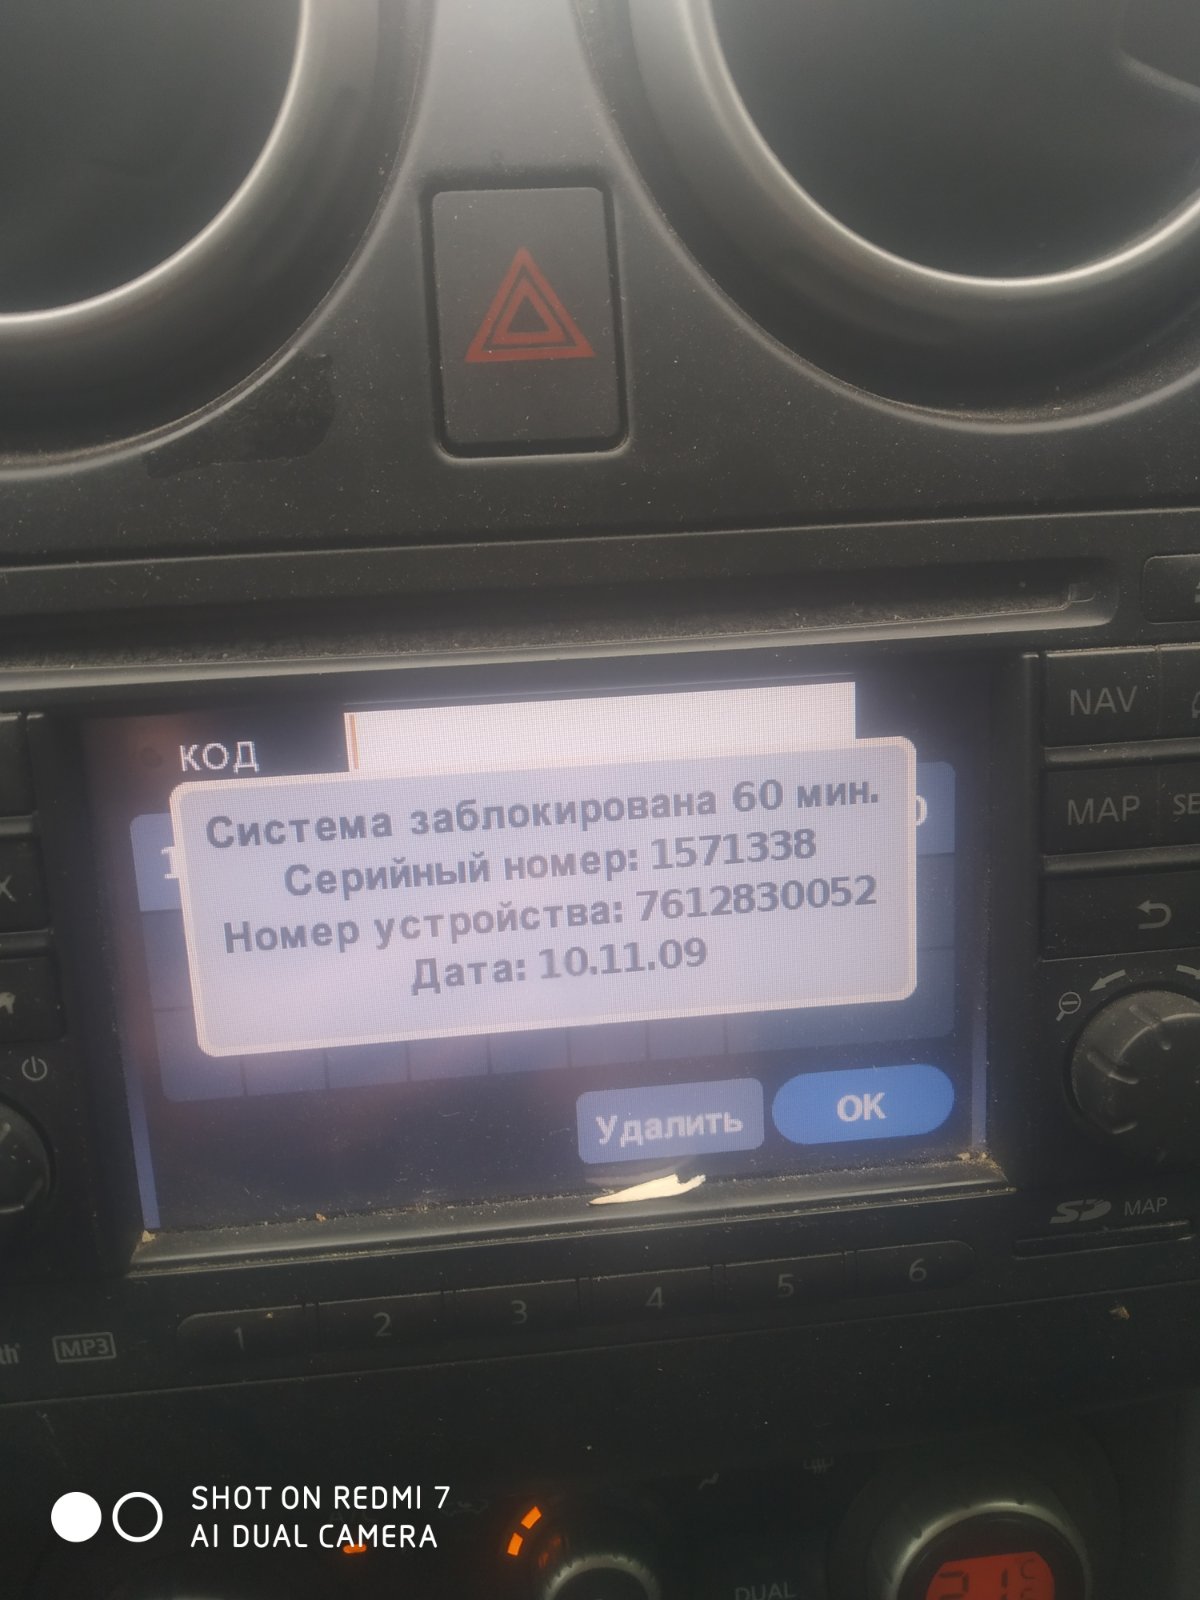 NAV
КОД
Система заблокирована 60 мин.
MAP
Серийный номер: 1571338
Номер устройства: 7612830052
Дата: 10.11.09
Удалить
OK
MAP
1
2
3
4
5
6
MP3
SHOT ON REDMI 7
AI DUAL CAMERA
DUAL